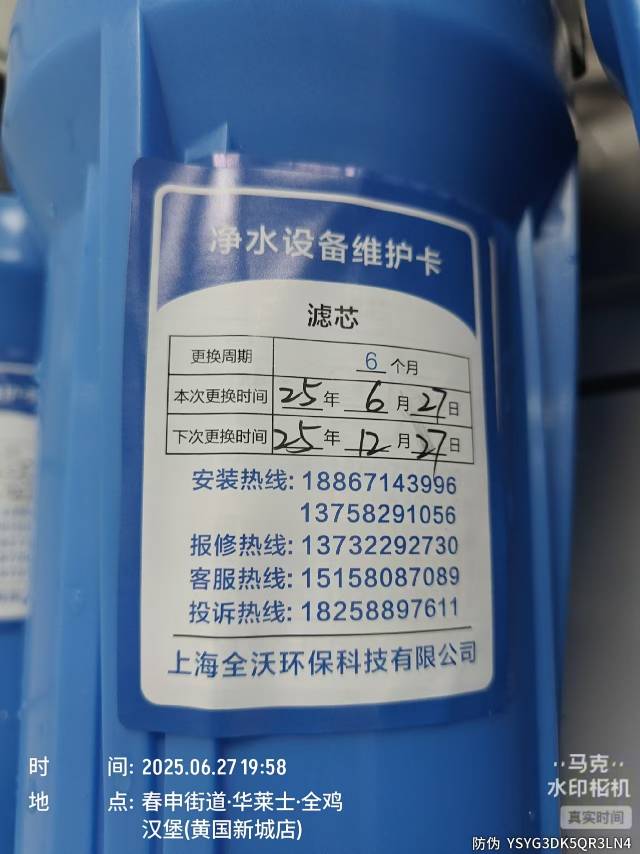 净水设备维护卡
滤芯
更换周期 6 个月
本次更换时间 25 年 6 月 27 日
下次更换时间 25 年 12 月 27 日
安装热线: 18867143996
13758291056
报修热线: 13732292730
客服热线: 15158087089
投诉热线: 18258897611
上海全沃环保科技有限公司
时 间: 2025.06.27 19:58
地 点: 春申街道·华莱士·全鸡
汉堡(黄国新城店)
马克
水印相机
真实时间
防伪 YSYG3DK5QR3LN4